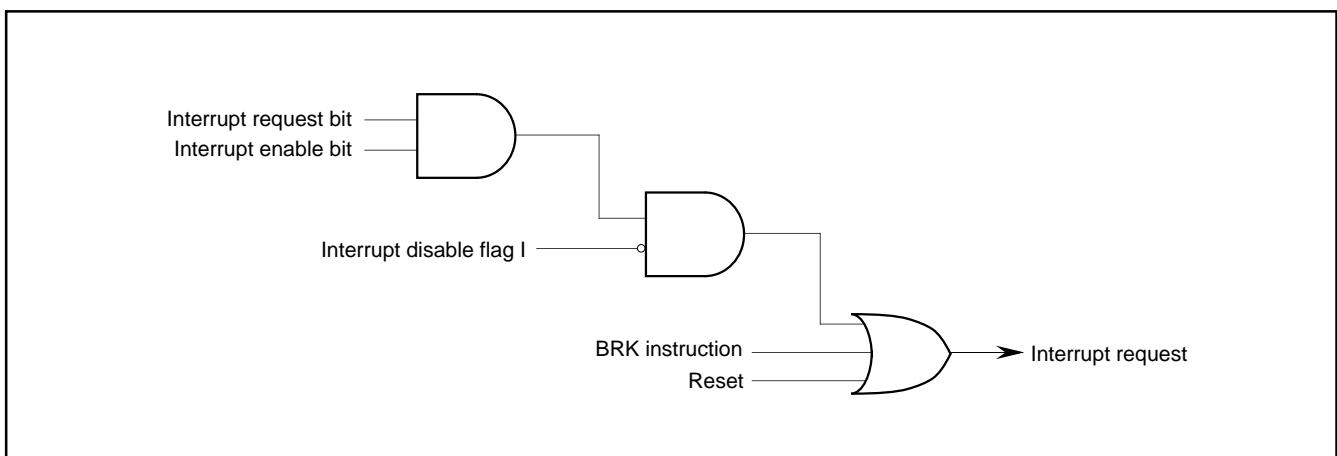 Interrupt request bit
Interrupt enable bit
Interrupt disable flag I
BRK instruction
Reset
Interrupt request